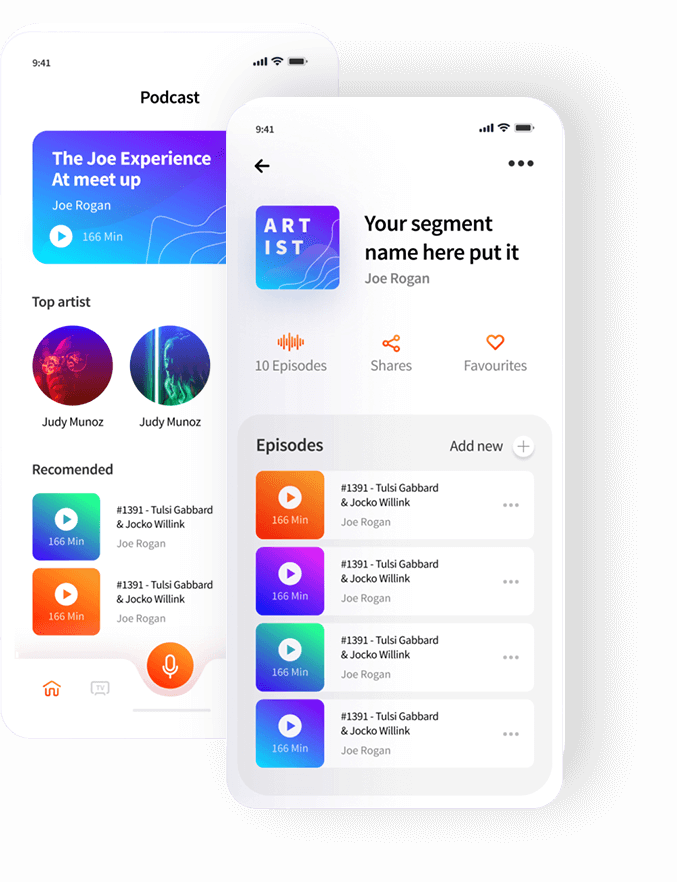 9:41
Podcast
The Joe Experience
At meet up
Joe Rogan
166 Min
Top artist
Judy Munoz
Judy Munoz
Recomended
166 Min
#1391 - Tulsi Gabbard
& Jocko Willink
Joe Rogan
166 Min
#1391 - Tulsi Gabbard
& Jocko Willink
Joe Rogan
TV
9:41
ART
IST
Your segment
name here put it
Joe Rogan
10 Episodes
Shares
Favourites
Episodes
Add new
166 Min
#1391 - Tulsi Gabbard
& Jocko Willink
Joe Rogan
166 Min
#1391 - Tulsi Gabbard
& Jocko Willink
Joe Rogan
166 Min
#1391 - Tulsi Gabbard
& Jocko Willink
Joe Rogan
166 Min
#1391 - Tulsi Gabbard
& Jocko Willink
Joe Rogan